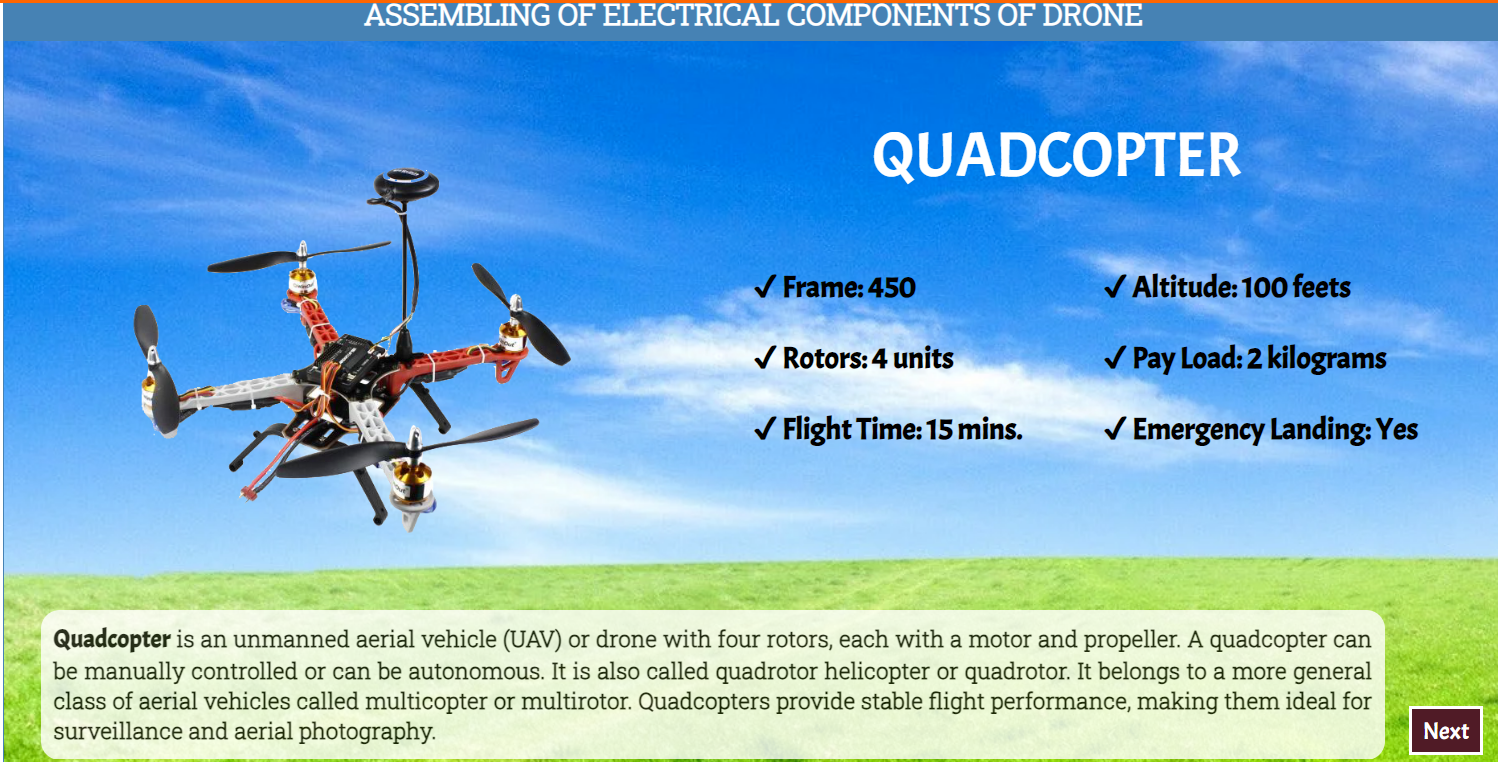 ASSEMBLING OF ELECTRICAL COMPONENTS OF DRONE
QUADCOPTER
✓ Frame: 450
✓ Altitude: 100 feets
✓ Rotors: 4 units
✓ Pay Load: 2 kilograms
✓ Flight Time: 15 mins.
✓ Emergency Landing: Yes
Quadcopter is an unmanned aerial vehicle (UAV) or drone with four rotors, each with a motor and propeller. A quadcopter can
be manually controlled or can be autonomous. It is also called quadrotor helicopter or quadrotor. It belongs to a more general
class of aerial vehicles called multicopter or multirotor. Quadcopters provide stable flight performance, making them ideal for
surveillance and aerial photography.
Next